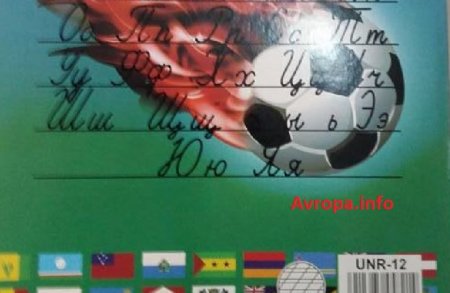 Оо Пп Рр Сс Тт
Уу Фф Хх Цц Чч
Шш Щщ ъ ы ь Ээ
Юю Яя
Avropa.Info
UNR-12